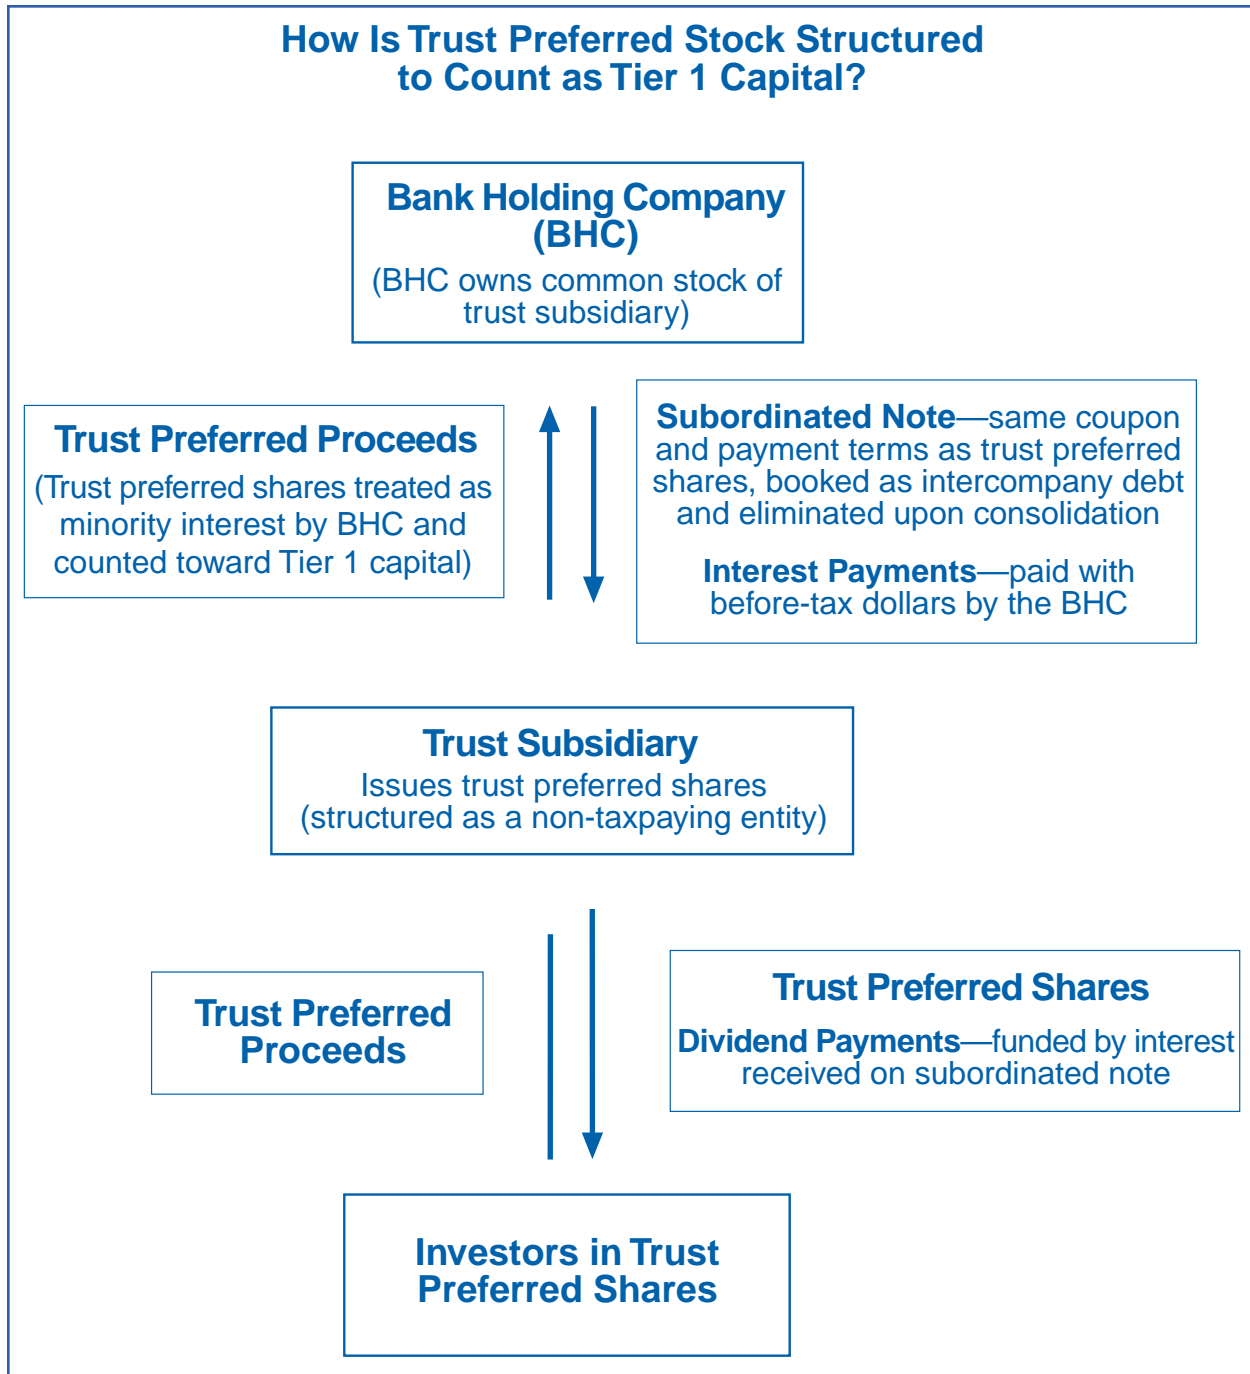 How Is Trust Preferred Stock Structured
to Count as Tier 1 Capital?
Bank Holding Company
(BHC)
(BHC owns common stock of
trust subsidiary)
Trust Preferred Proceeds
(Trust preferred shares treated as
minority interest by BHC and
counted toward Tier 1 capital)
Subordinated Note—same coupon
and payment terms as trust preferred
shares, booked as intercompany debt
and eliminated upon consolidation
Interest Payments—paid with
before-tax dollars by the BHC
Trust Subsidiary
Issues trust preferred shares
(structured as a non-taxpaying entity)
Trust Preferred
Proceeds
Trust Preferred Shares
Dividend Payments—funded by interest
received on subordinated note
Investors in Trust
Preferred Shares